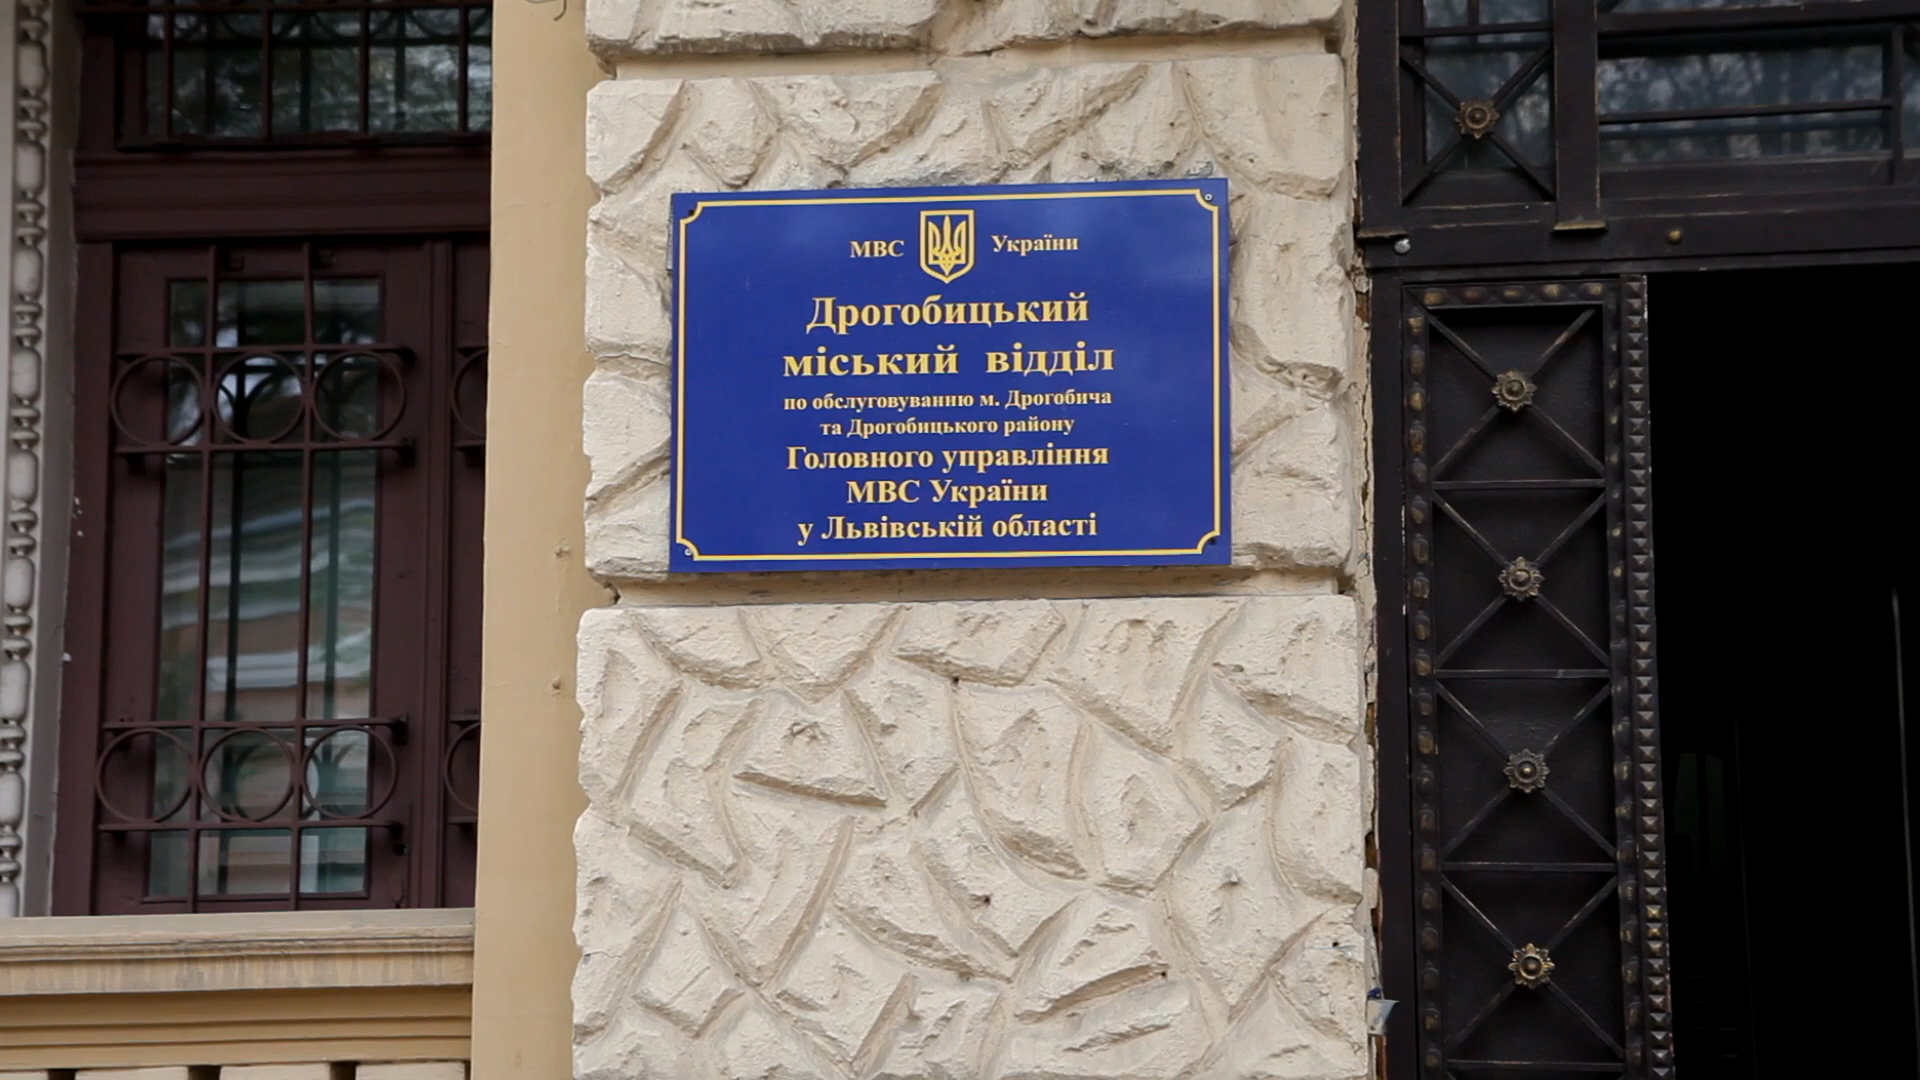 МВС України
Дрогобицький
міський відділ
по обслуговуванню м. Дрогобича
та Дрогобицького району
Головного управління
МВС України
у Львівській області